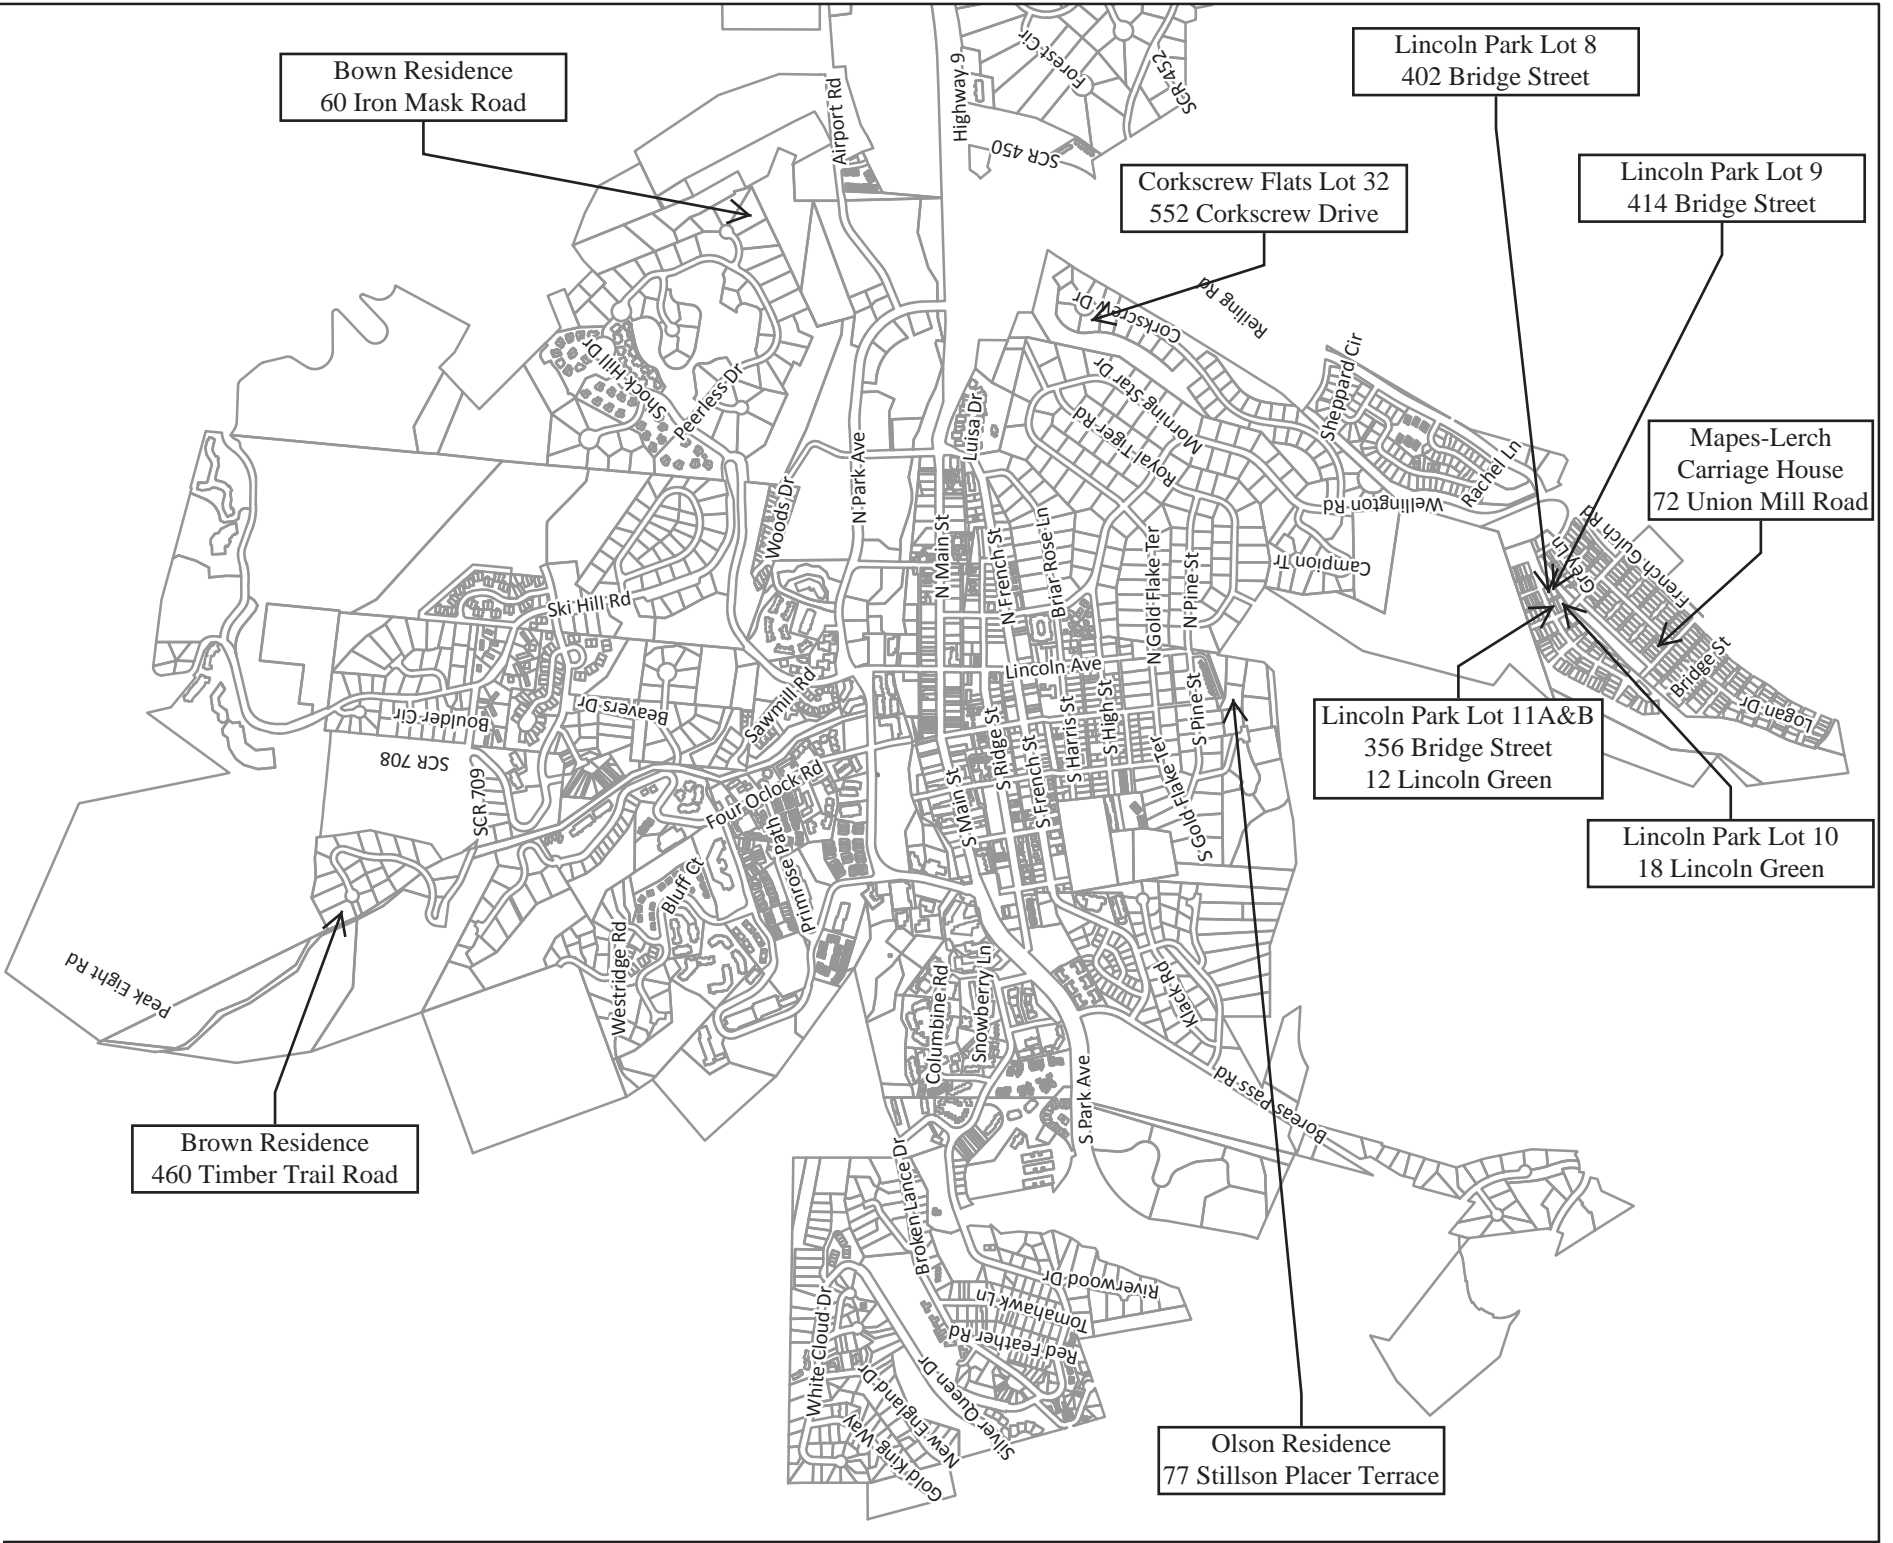 Bown Residence
60 Iron Mask Road
Lincoln Park Lot 8
402 Bridge Street
Lincoln Park Lot 9
414 Bridge Street
Corkscrew Flats Lot 32
552 Corkscrew Drive
Mapes-Lerch
Carriage House
72 Union Mill Road
Lincoln Park Lot 11A&B
356 Bridge Street
12 Lincoln Green
Lincoln Park Lot 10
18 Lincoln Green
Brown Residence
460 Timber Trail Road
Olson Residence
77 Stillson Placer Terrace
Airport Rd
Highway 9
Forest Cir
SCR 452
SCR 450
Reiling Rd
Corkscrew Dr
Sheppard Cir
Shock Hill Dr
Peerless Dr
Luisa Dr
Morning Star Dr
Royal Tiger Rd
N Park Ave
Woods Dr
Wellington Rd
Rachel Ln
N Main St
N French St
Briar Rose Ln
N Gold Flake Ter
N Pine St
Campion Tr
Grey Ln
French Gulch Rd
Bridge St
Logan Dr
Ski Hill Rd
Lincoln Ave
Boulder Cir
Beavers Dr
Sawmill Rd
SCR 708
SCR 709
Four Oclock Rd
Primrose Path
S Main St
S Ridge St
S French St
S Harris St
S High St
S Gold Flake Ter
S Pine St
Bluff Ct
Westridge Rd
Peak Eight Rd
Columbine Rd
Snowberry Ln
Klack Rd
S Park Ave
Boreas Pass Rd
Broken Lance Dr
Riverwood Dr
Tomahawk Ln
Red Feather Rd
White Cloud Dr
Silver Queen Dr
New England Dr
Gold King Way